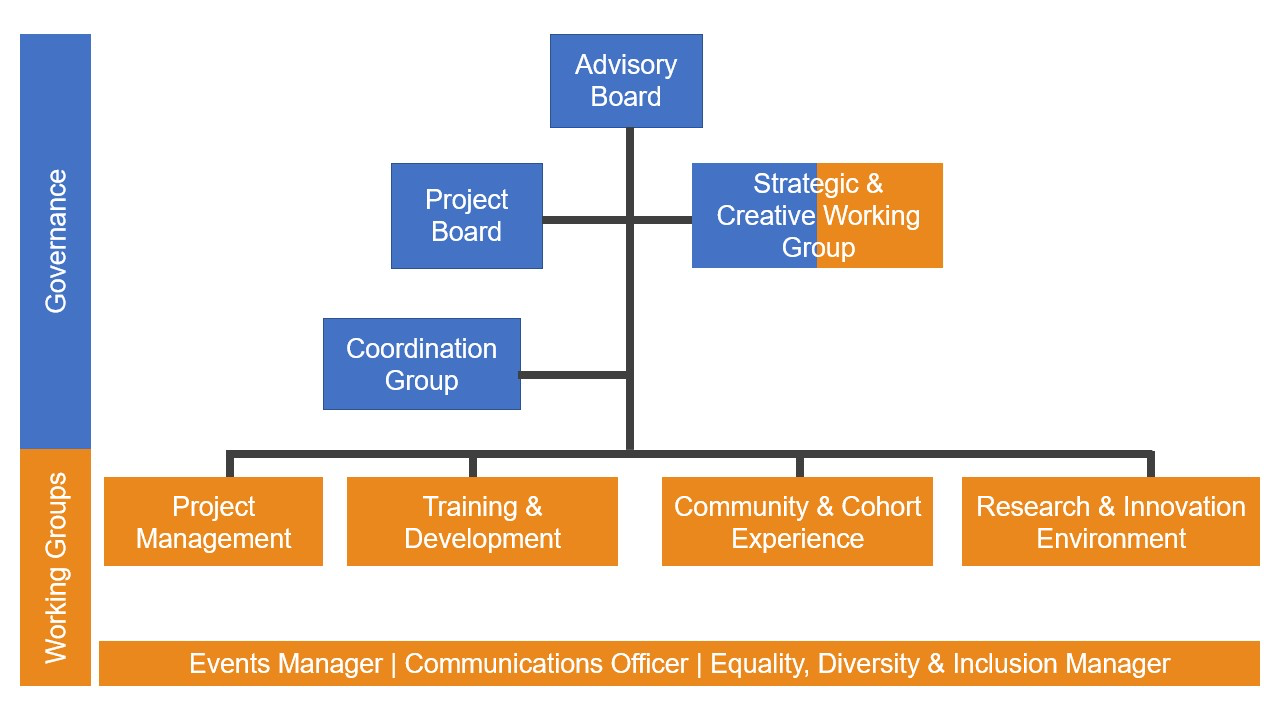 Governance
Advisory
Board
Project
Board
Strategic &
Creative Working
Group
Coordination
Group
Working Groups
Project
Management
Training &
Development
Community & Cohort
Experience
Research & Innovation
Environment
Events Manager | Communications Officer | Equality, Diversity & Inclusion Manager